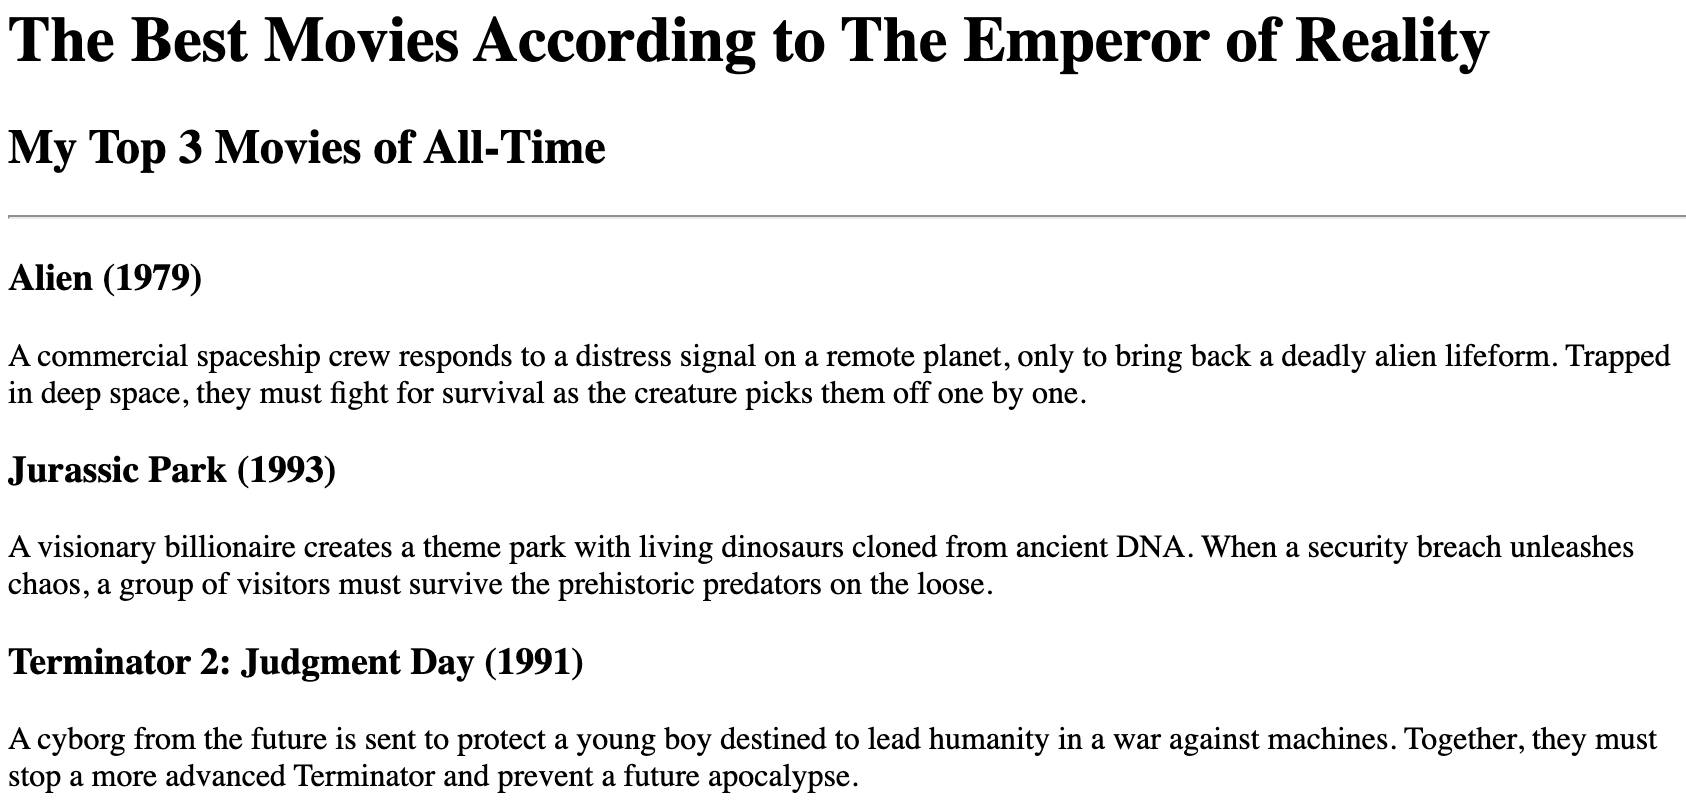 The Best Movies According to The Emperor of Reality
My Top 3 Movies of All-Time
Alien (1979)
A commercial spaceship crew responds to a distress signal on a remote planet, only to bring back a deadly alien lifeform. Trapped
in deep space, they must fight for survival as the creature picks them off one by one.
Jurassic Park (1993)
A visionary billionaire creates a theme park with living dinosaurs cloned from ancient DNA. When a security breach unleashes
chaos, a group of visitors must survive the prehistoric predators on the loose.
Terminator 2: Judgment Day (1991)
A cyborg from the future is sent to protect a young boy destined to lead humanity in a war against machines. Together, they must
stop a more advanced Terminator and prevent a future apocalypse.